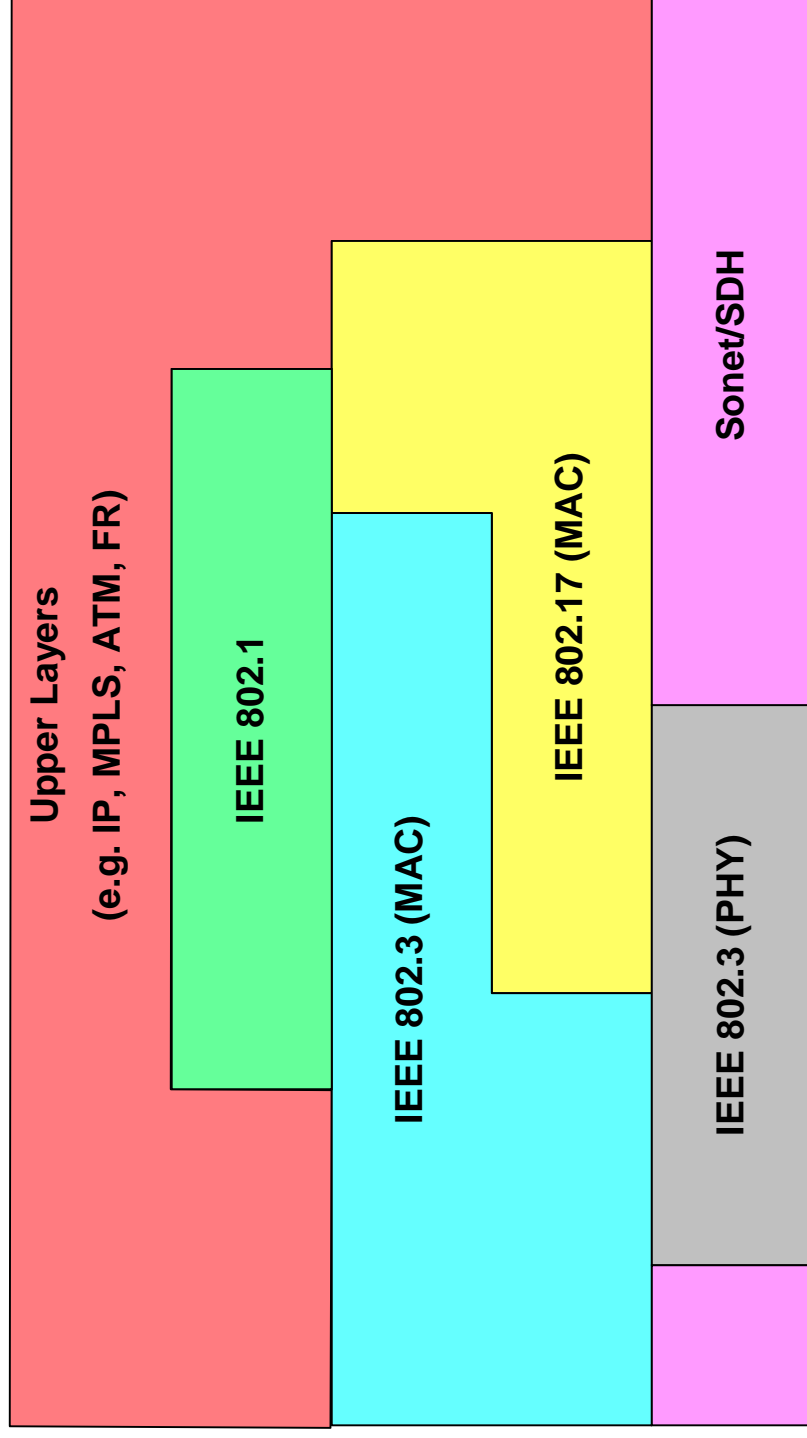 Upper Layers
(e.g. IP, MPLS, ATM, FR)
IEEE 802.1
IEEE 802.3 (MAC)
IEEE 802.17 (MAC)
IEEE 802.3 (PHY)
Sonet/SDH